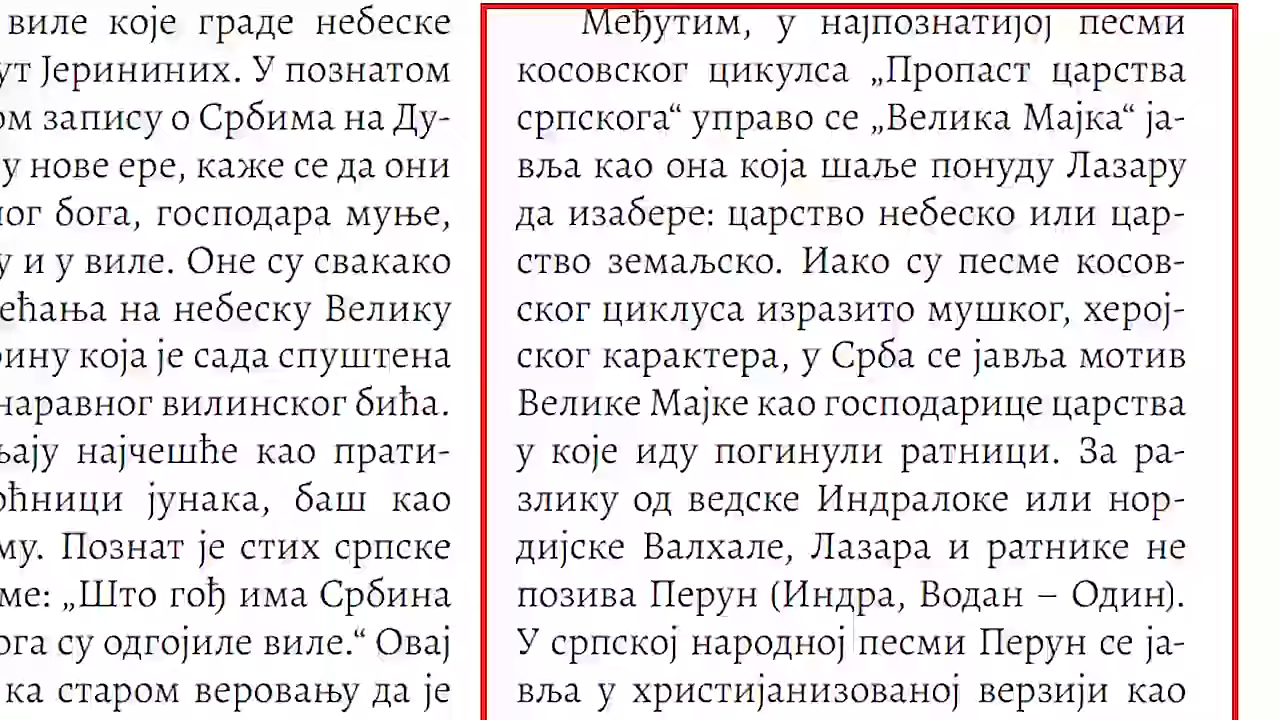 виле које граде небеске
Јерининих. У познатом
запису о Србима на Ду-
у нове ере, каже се да они
бога, господара муње,
и у виле. Оне су свакако
на небеску Велику
која је сада спуштена
вилинског бића.
најчешће као прати-
јунака, баш као
Познат је стих српске
„Што гођ има Србина
су одгојиле виле.“ Овај
ка старом веровању да је
Међутим, у најпознатијој песми
косовског цикулса „Пропаст царства
српскога“ управо се „Велика Мајка“ ја-
вља као она која шаље понуду Лазару
да изабере: царство небеско или цар-
ство земаљско. Иако су песме косов-
ског циклуса изразито мушког, херој-
ског карактера, у Срба се јавља мотив
Велике Мајке као господарице царства
у које иду погинули ратници. За ра-
злику од ведске Индралоке или нор-
дијске Валхале, Лазара и ратнике не
позива Перун (Индра, Водан – Один).
У српској народној песми Перун се ја-
вља у христијанизованој верзији као